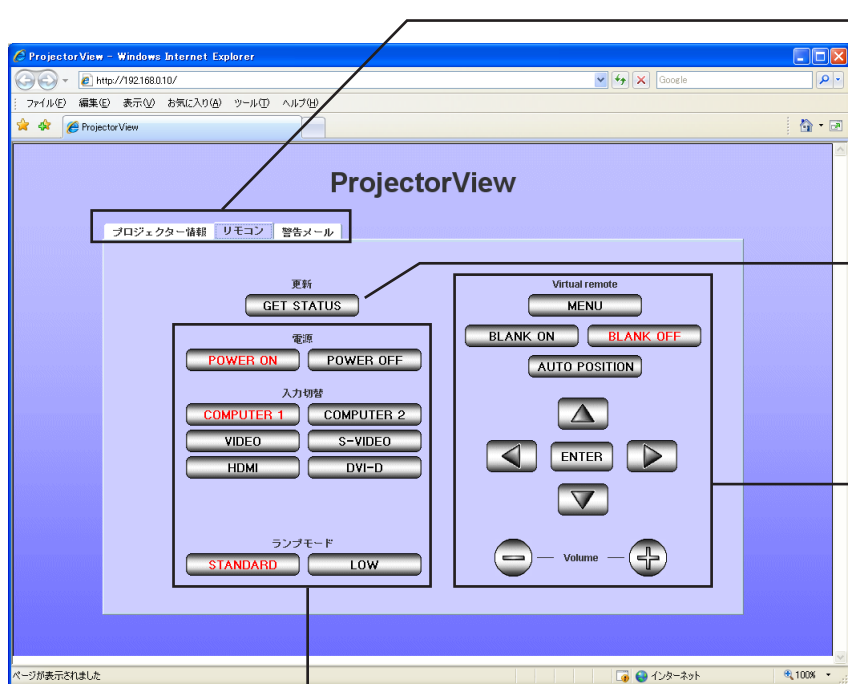 ProjectorView - Windows Internet Explorer
http://192.168.0.10/
Google
ファイル(F) 編集(E) 表示(V) お気に入り(A) ツール(T) ヘルプ(H)
ProjectorView
ProjectorView
プロジェクター情報 リモコン 警告メール
更新
GET STATUS
電源
POWER ON POWER OFF
入力切替
COMPUTER 1 COMPUTER 2
VIDEO S-VIDEO
HDMI DVI-D
ランプモード
STANDARD LOW
Virtual remote
MENU
BLANK ON BLANK OFF
AUTO POSITION
ENTER
Volume
ページが表示されました インターネット 100%